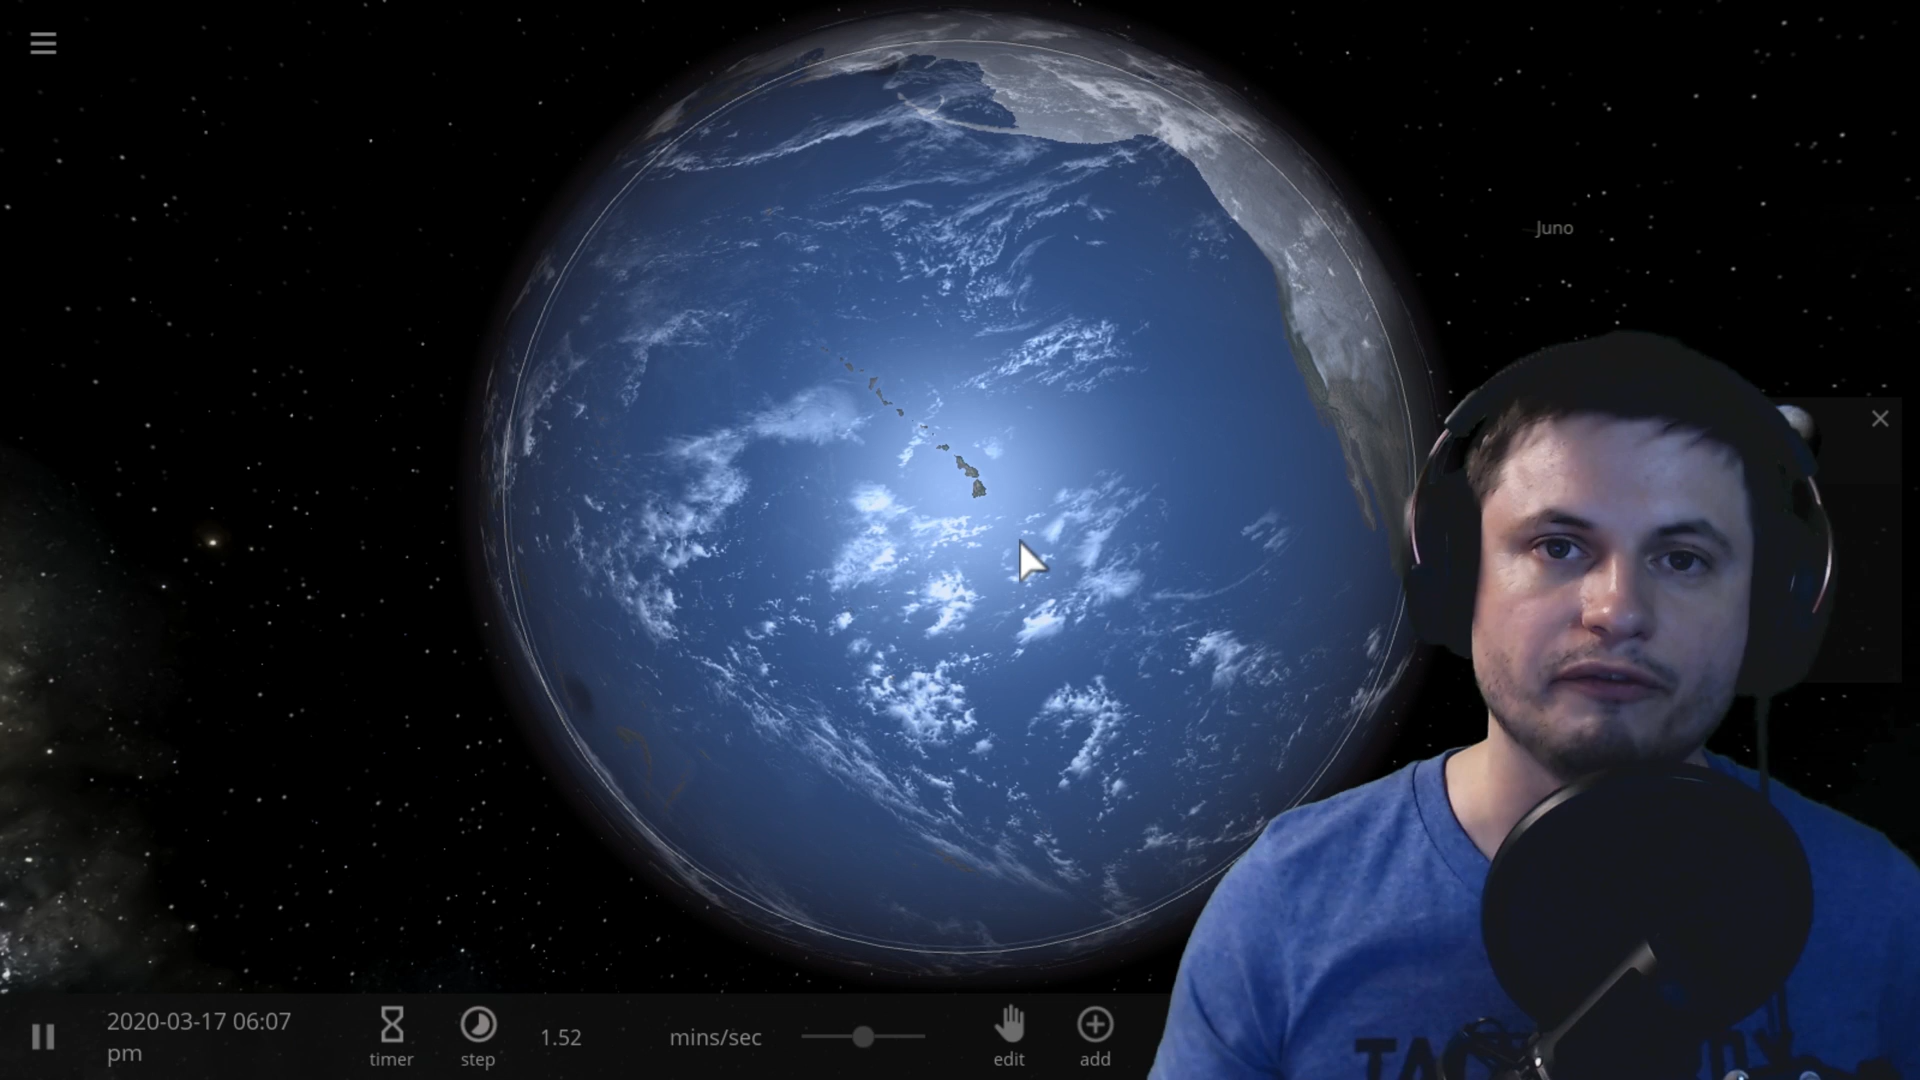 Juno
2020-03-17 06:07
pm
timer
step
1.52
mins/sec
edit
add